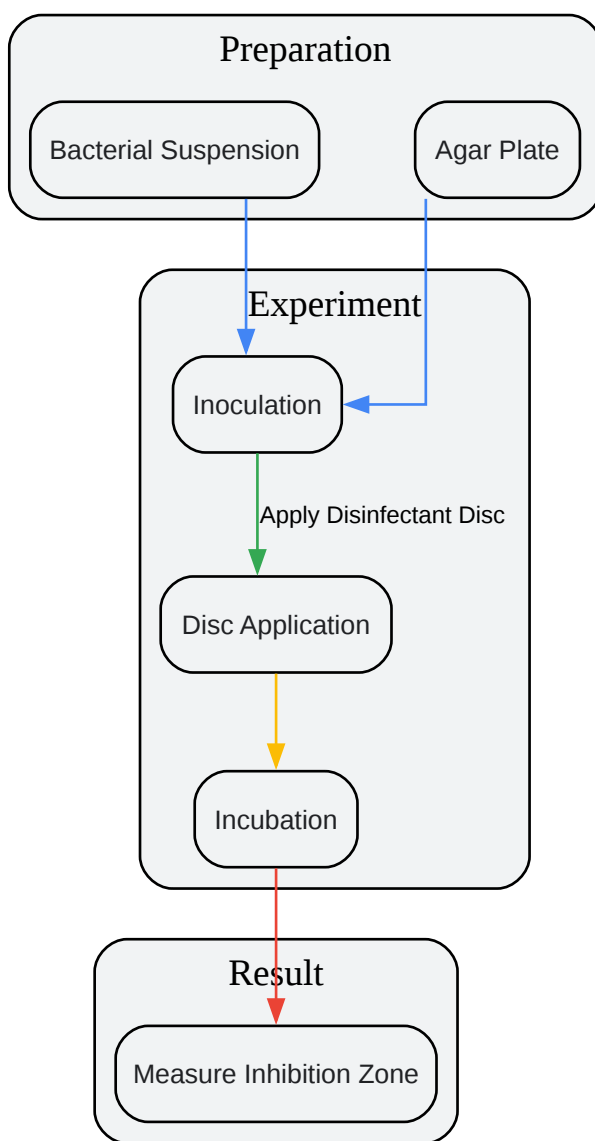 Preparation
Bacterial Suspension
Agar Plate
Experiment
Inoculation
Apply Disinfectant Disc
Disc Application
Incubation
Result
Measure Inhibition Zone